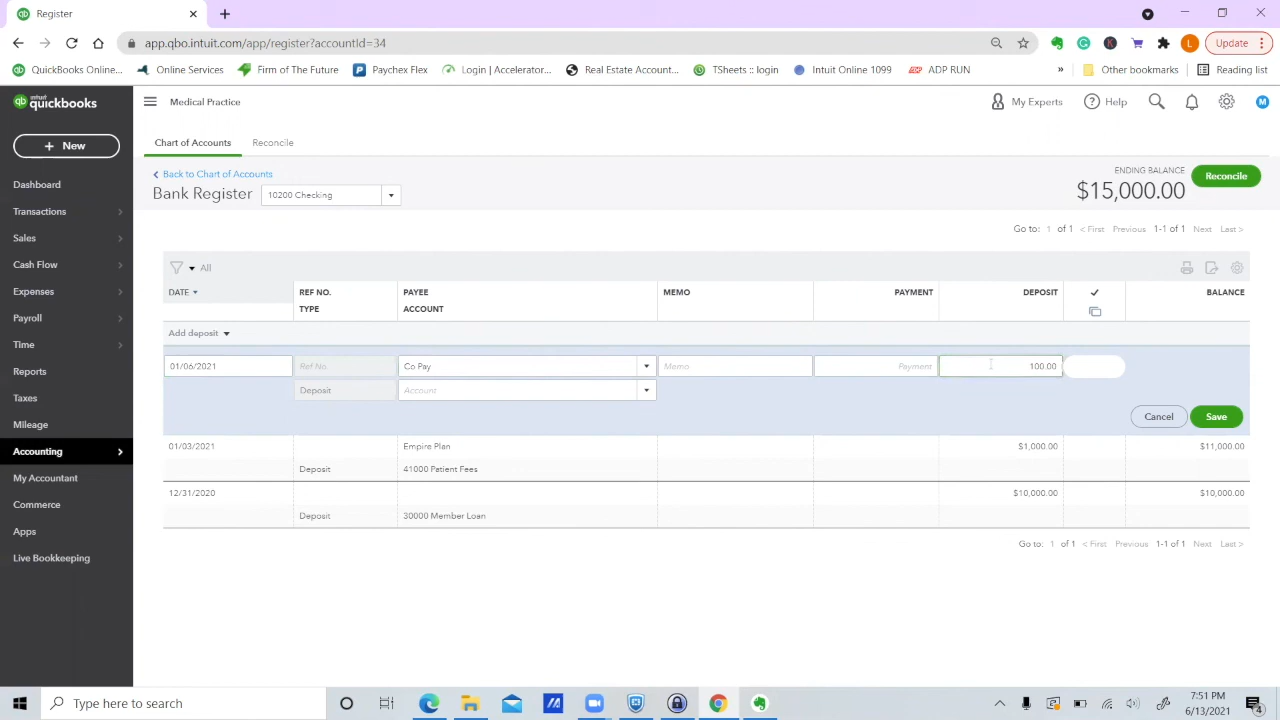 Register
app.qbo.intuit.com/app/register?accountId=34
Update
QuickBooks Online...
Online Services
Firm of The Future
Paychex Flex
Login | Accelerator...
Real Estate Account...
TSheets :: login
Intuit Online 1099
ADP RUN
»
Other bookmarks
Reading list
intuit
quickbooks
Medical Practice
My Experts
Help
M
+ New
Chart of Accounts
Reconcile
Dashboard
Transactions
Sales
Cash Flow
Expenses
Payroll
Time
Reports
Taxes
Mileage
Accounting
My Accountant
Commerce
Apps
Live Bookkeeping
Back to Chart of Accounts
Bank Register
10200 Checking
ENDING BALANCE
$15,000.00
Reconcile
Go to: 1 of 1 < First Previous 1-1 of 1 Next Last >
All
DATE REF NO. PAYEE MEMO PAYMENT DEPOSIT BALANCE
TYPE ACCOUNT
Add deposit
01/06/2021 Ref No. Co Pay Memo Payment 100.00
Deposit Account
Cancel Save
01/03/2021 Empire Plan $1,000.00 $11,000.00
Deposit 41000 Patient Fees
12/31/2020 $10,000.00 $10,000.00
Deposit 30000 Member Loan
Go to: 1 of 1 < First Previous 1-1 of 1 Next Last >
Type here to search
7:51 PM
6/13/2021
4